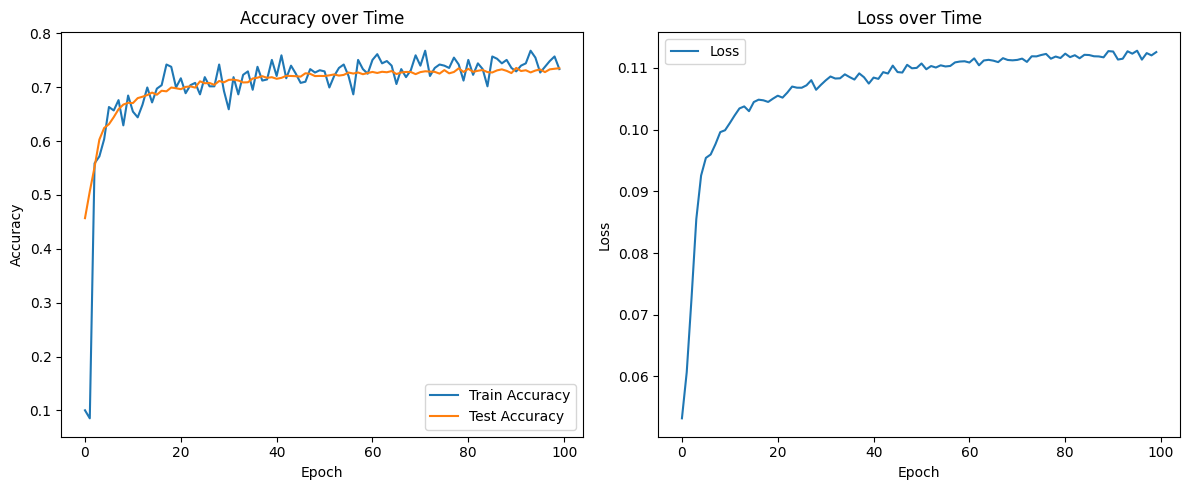 Accuracy over Time
Accuracy
0.8
0.7
0.6
0.5
0.4
0.3
0.2
0.1
Train Accuracy
Test Accuracy
0 20 40 60 80 100
Epoch
Loss over Time
Loss
Loss
0.11
0.10
0.09
0.08
0.07
0.06
0 20 40 60 80 100
Epoch